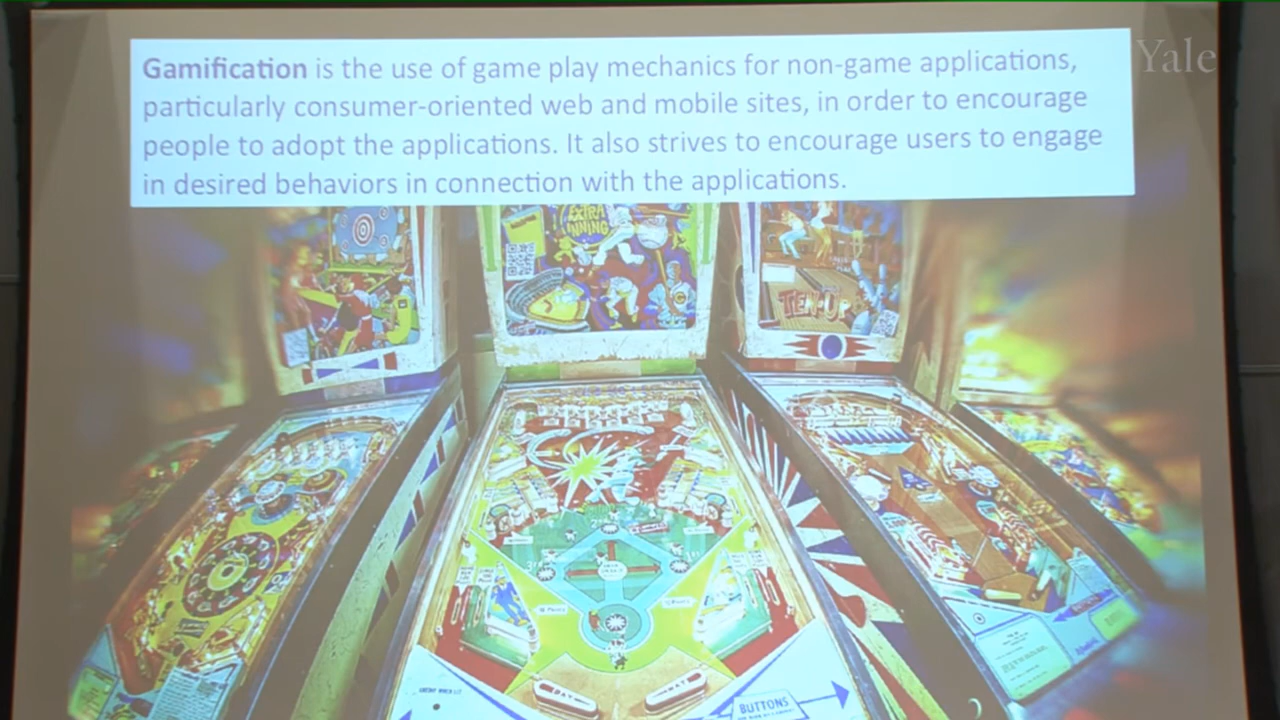 Gamification is the use of game play mechanics for non-game applications,
particularly consumer-oriented web and mobile sites, in order to encourage
people to adopt the applications. It also strives to encourage users to engage
in desired behaviors in connection with the applications.
Yale
EXTRA
INNING
TEN-UP
BUTTONS